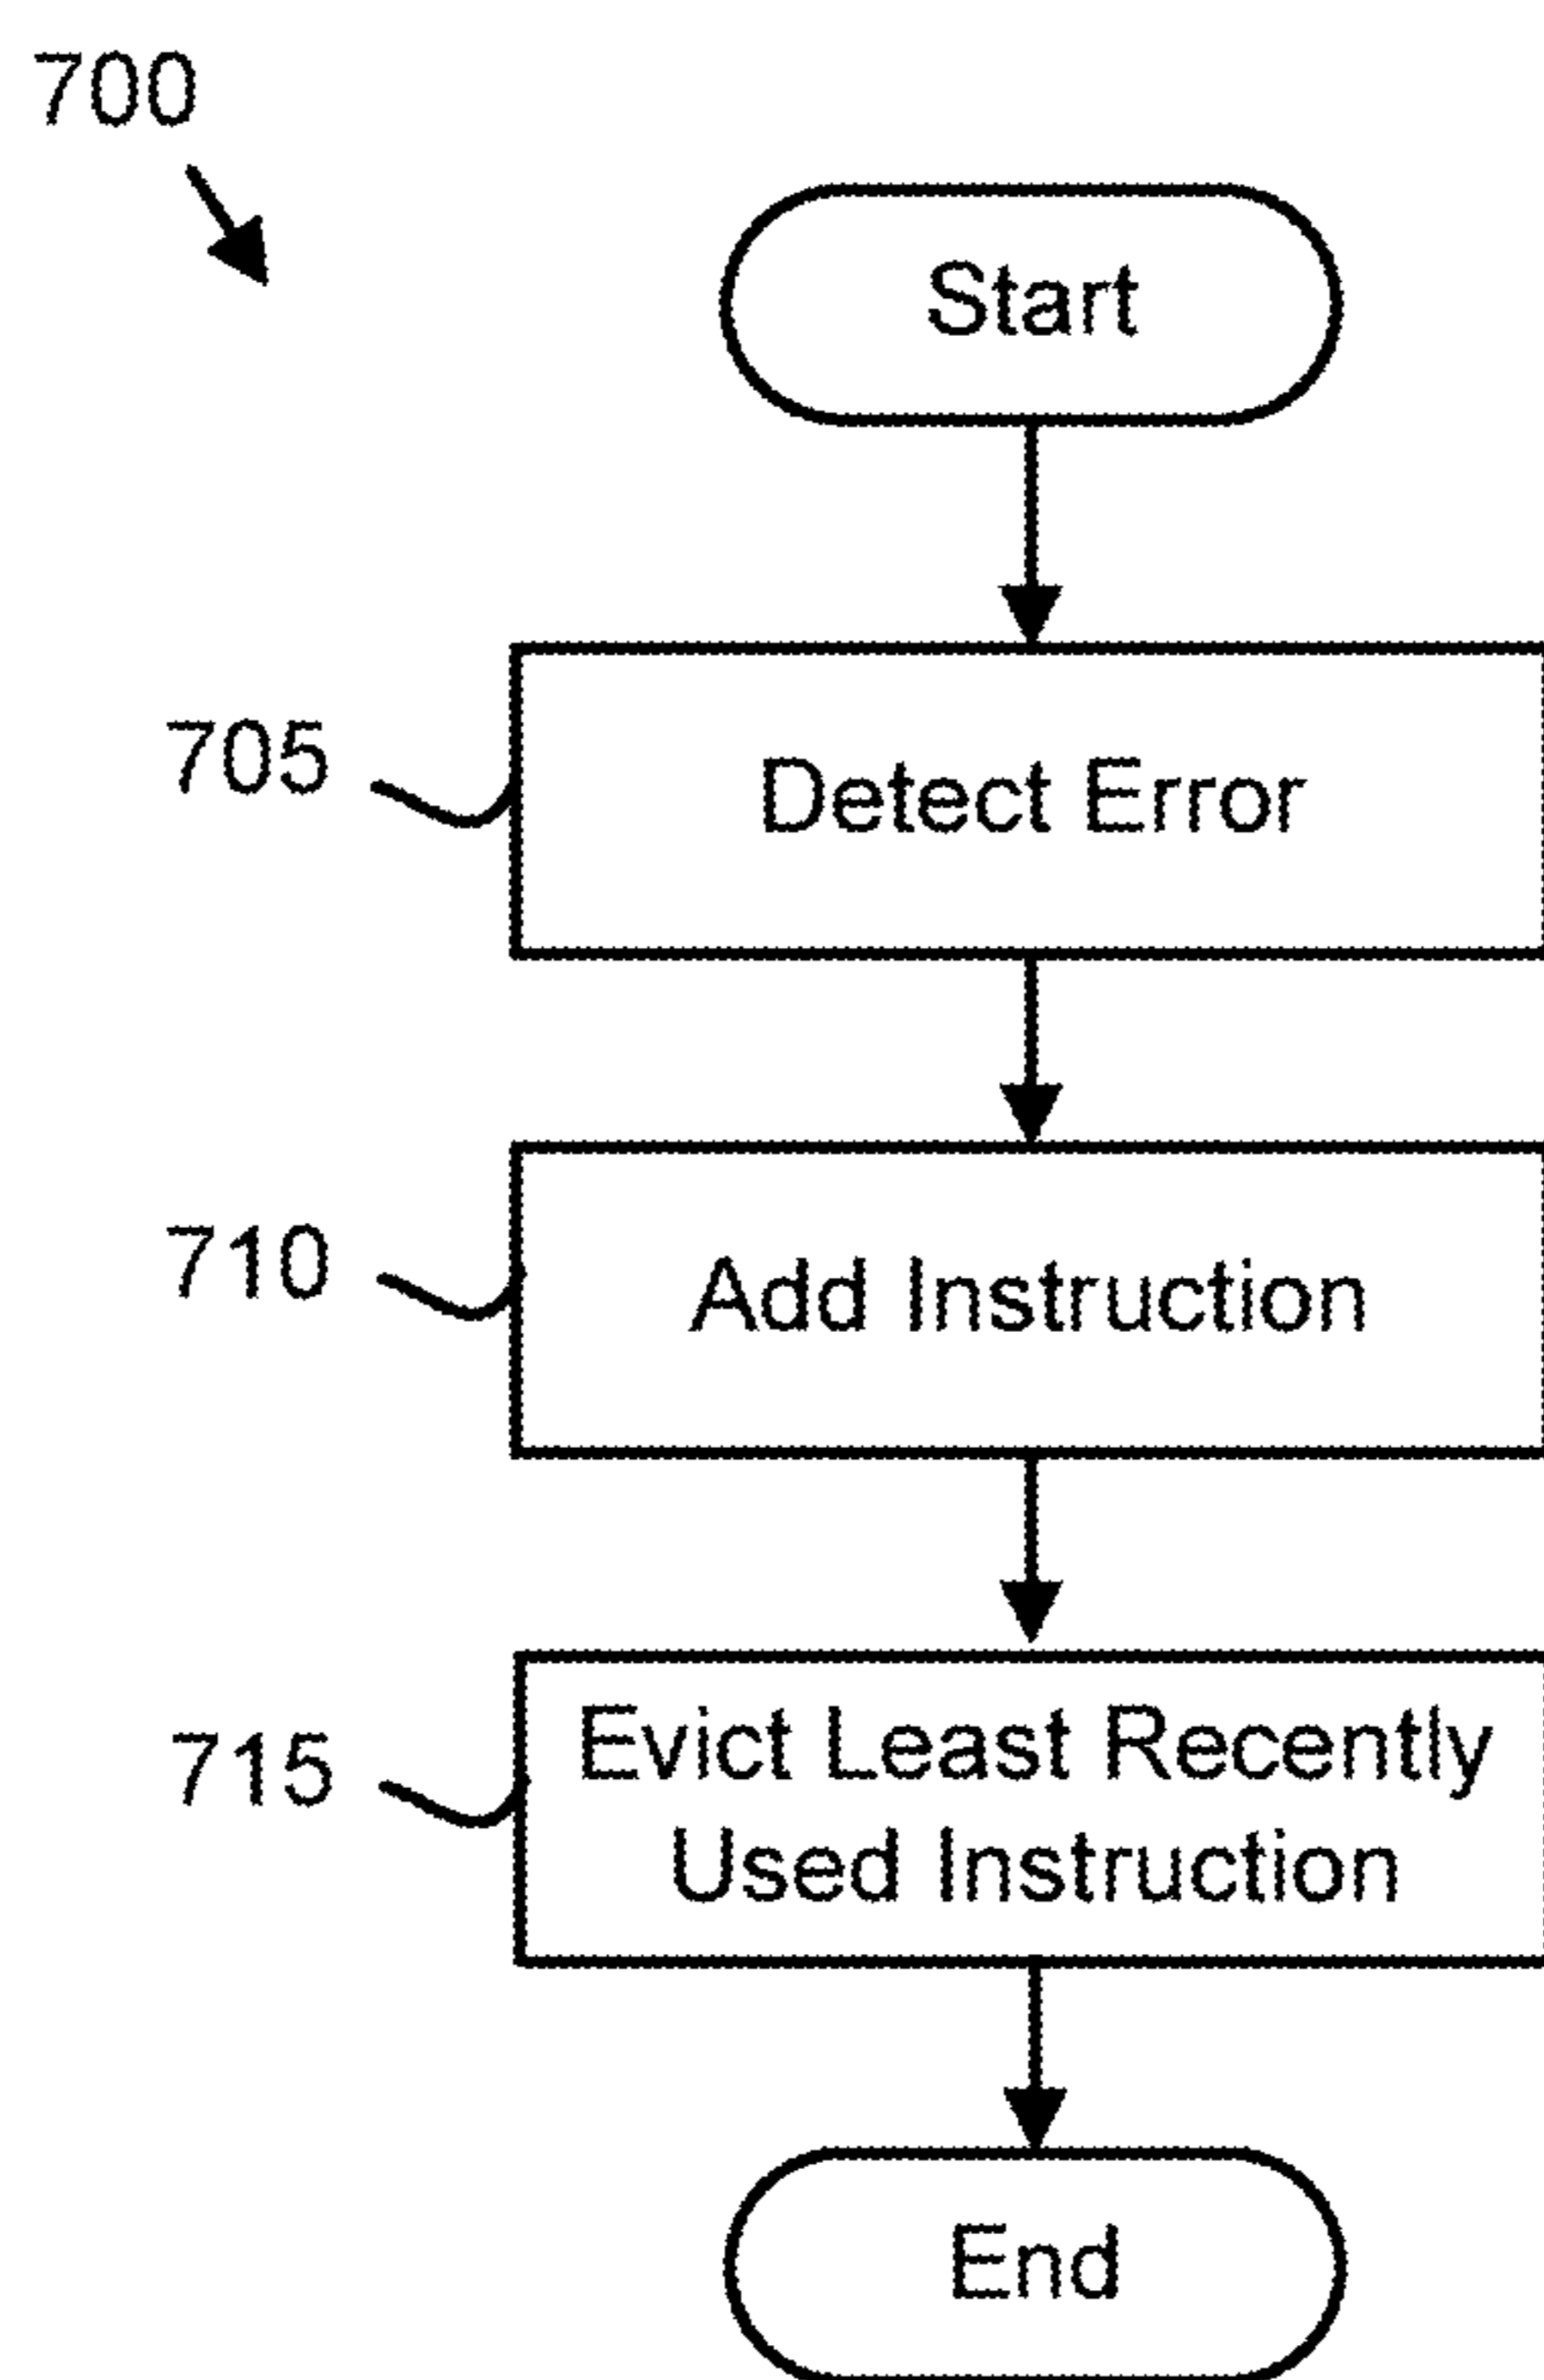 700
Start
705
Detect Error
710
Add Instruction
715
Evict Least Recently
Used Instruction
End